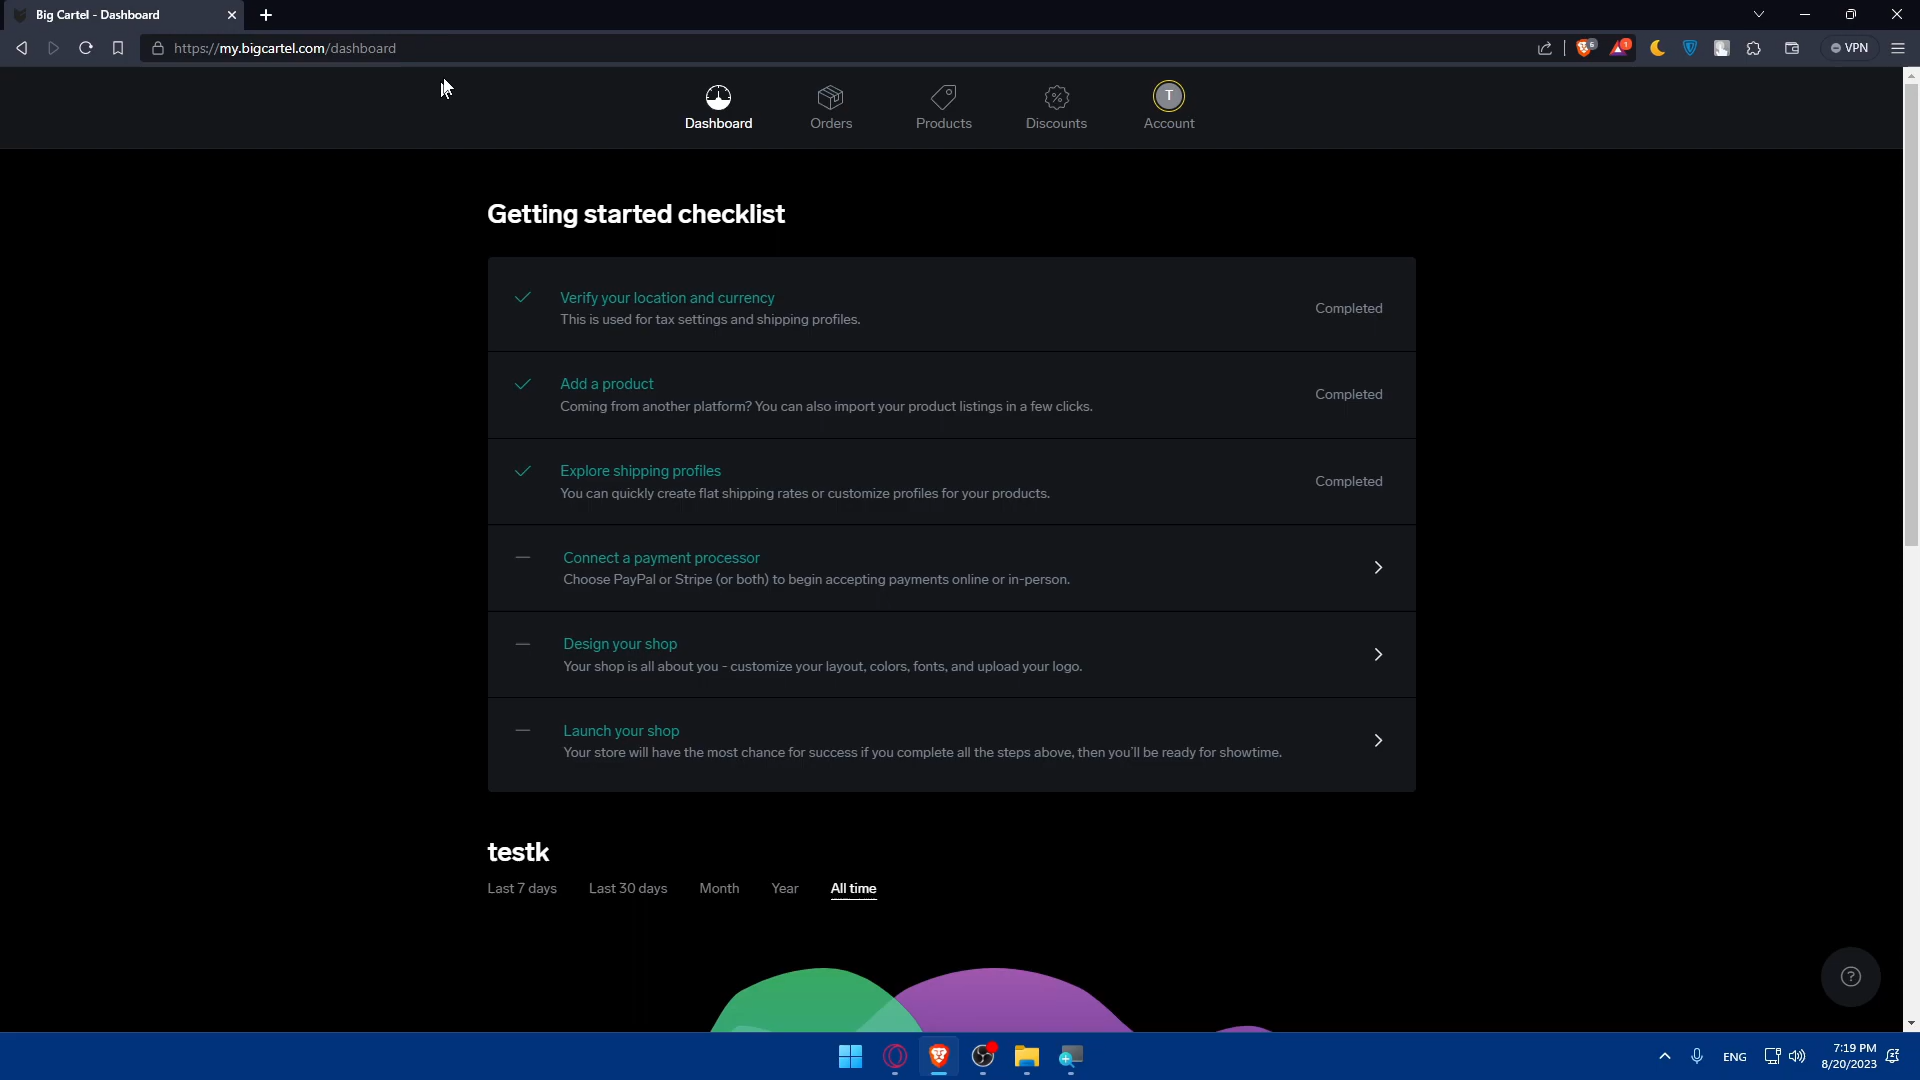 Big Cartel - Dashboard
https://my.bigcartel.com/dashboard
6
1
VPN
Dashboard
Orders
Products
Discounts
T
Account
Getting started checklist
Verify your location and currency
This is used for tax settings and shipping profiles.
Completed
Add a product
Coming from another platform? You can also import your product listings in a few clicks.
Completed
Explore shipping profiles
You can quickly create flat shipping rates or customize profiles for your products.
Completed
Connect a payment processor
Choose PayPal or Stripe (or both) to begin accepting payments online or in-person.
Design your shop
Your shop is all about you - customize your layout, colors, fonts, and upload your logo.
Launch your shop
Your store will have the most chance for success if you complete all the steps above, then you'll be ready for showtime.
testk
Last 7 days Last 30 days Month Year All time
ENG
7:19 PM
8/20/2023